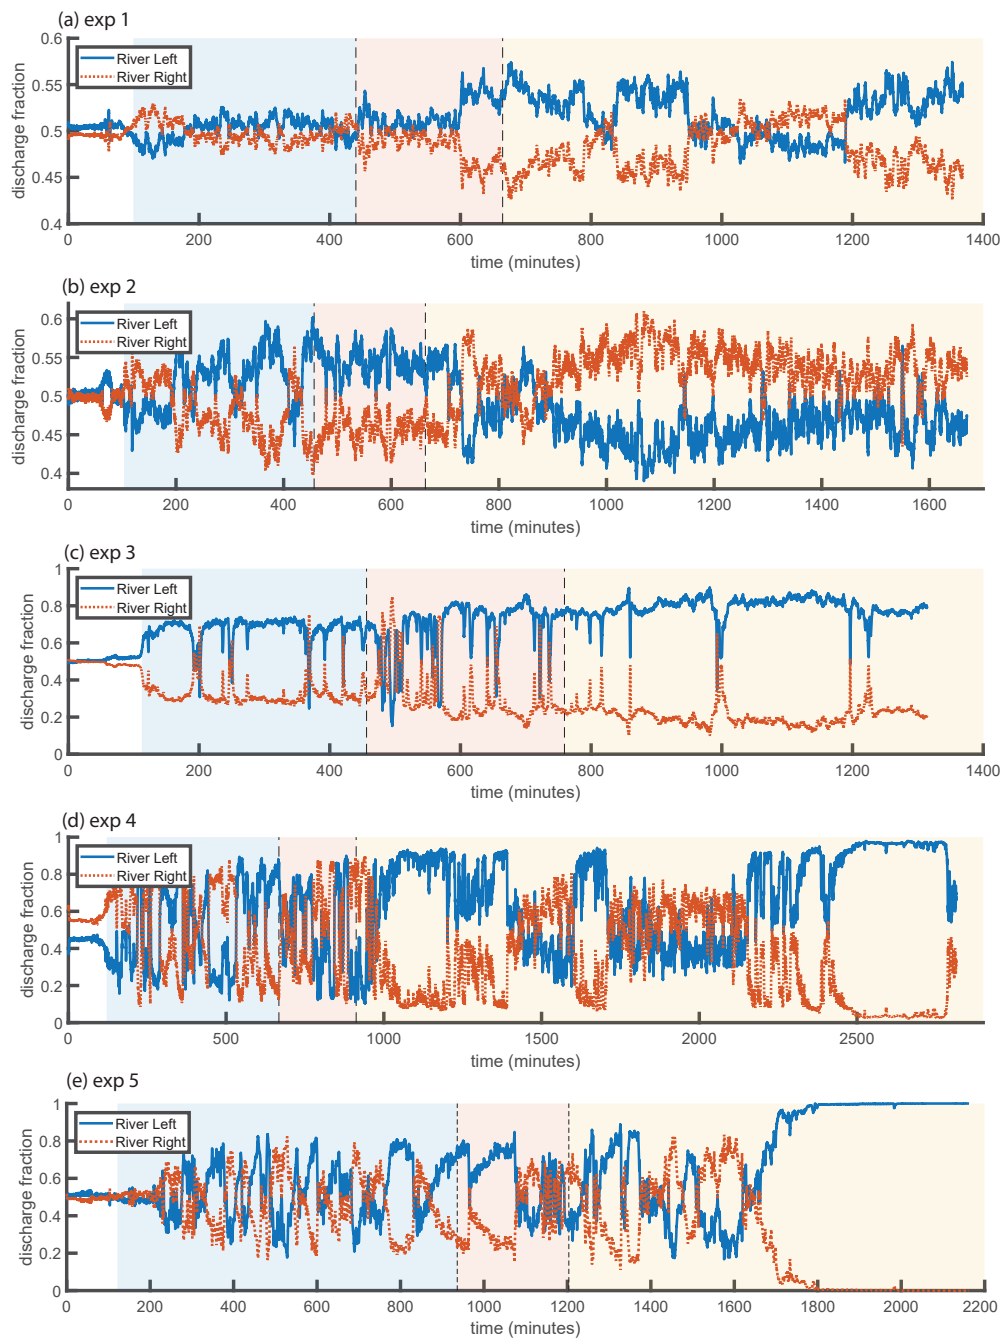 (a) exp 1
0.6
River Left
River Right
0.55
0.5
0.45
0.4
discharge fraction
0 200 400 600 800 1000 1200 1400
time (minutes)
(b) exp 2
0.6
River Left
River Right
0.55
0.5
0.45
0.4
discharge fraction
0 200 400 600 800 1000 1200 1400 1600
time (minutes)
(c) exp 3
1
River Left
River Right
0.8
0.6
0.4
0.2
0
discharge fraction
0 200 400 600 800 1000 1200 1400
time (minutes)
(d) exp 4
1
River Left
River Right
0.8
0.6
0.4
0.2
0
discharge fraction
0 500 1000 1500 2000 2500
time (minutes)
(e) exp 5
1
River Left
River Right
0.8
0.6
0.4
0.2
0
discharge fraction
0 200 400 600 800 1000 1200 1400 1600 1800 2000 2200
time (minutes)